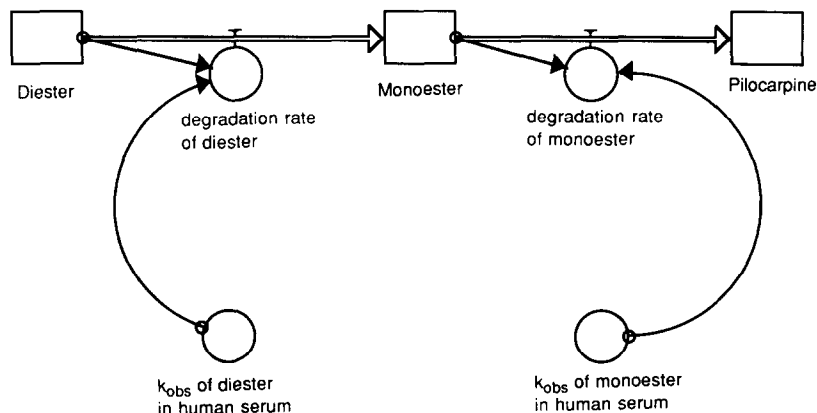 Diester
Monoester
Pilocarpine
degradation rate
of diester
degradation rate
of monoester
kobs of diester
in human serum
kobs of monoester
in human serum